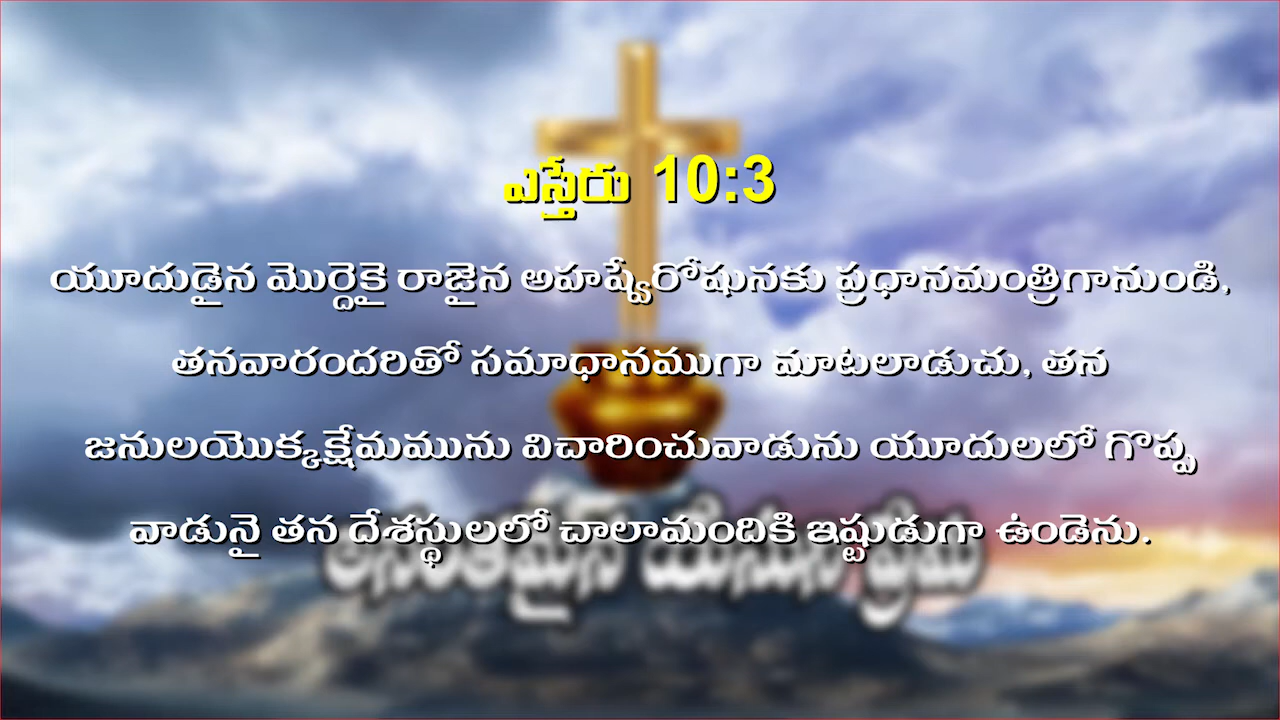 ఎస్తేరు 10:3
యూదుడైన మొర్దెకై రాజైన అహష్వేరోషునకు ప్రధానమంత్రిగానుండి,
తనవారందరితో సమాధానముగా మాటలాడుచు, తన
జనులయొక్కక్షేమమును విచారించువాడును యూదులలో గొప్ప
వాడునై తన దేశస్థులలో చాలామందికి ఇష్టుడుగా ఉండెను.